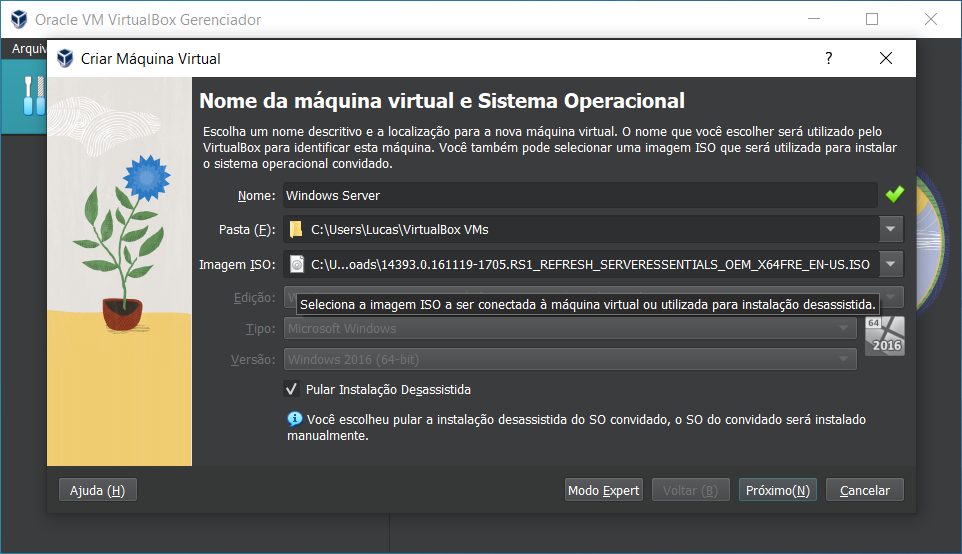 Oracle VM VirtualBox Gerenciador
Arquiv
Criar Máquina Virtual
?
Nome da máquina virtual e Sistema Operacional
Escolha um nome descritivo e a localização para a nova máquina virtual. O nome que você escolher será utilizado pelo
VirtualBox para identificar esta máquina. Você também pode selecionar uma imagem ISO que será utilizada para instalar
o sistema operacional convidado.
Nome: Windows Server
Pasta (F): C:\Users\Lucas\VirtualBox VMs
Imagem ISO: C:\U...oads\14393.0.161119-1705.RS1_REFRESH_SERVERESSENTIALS_OEM_X64FRE_EN-US.ISO
Edição:
Seleciona a imagem ISO a ser conectada à máquina virtual ou utilizada para instalação desassistida.
Tipo: Microsoft Windows
64
2016
Versão: Windows 2016 (64-bit)
Pular Instalação Desassistida
Você escolheu pular a instalação desassistida do SO convidado, o SO do convidado será instalado
manualmente.
Ajuda (H) Modo Expert Voltar (B) Próximo(N) Cancelar